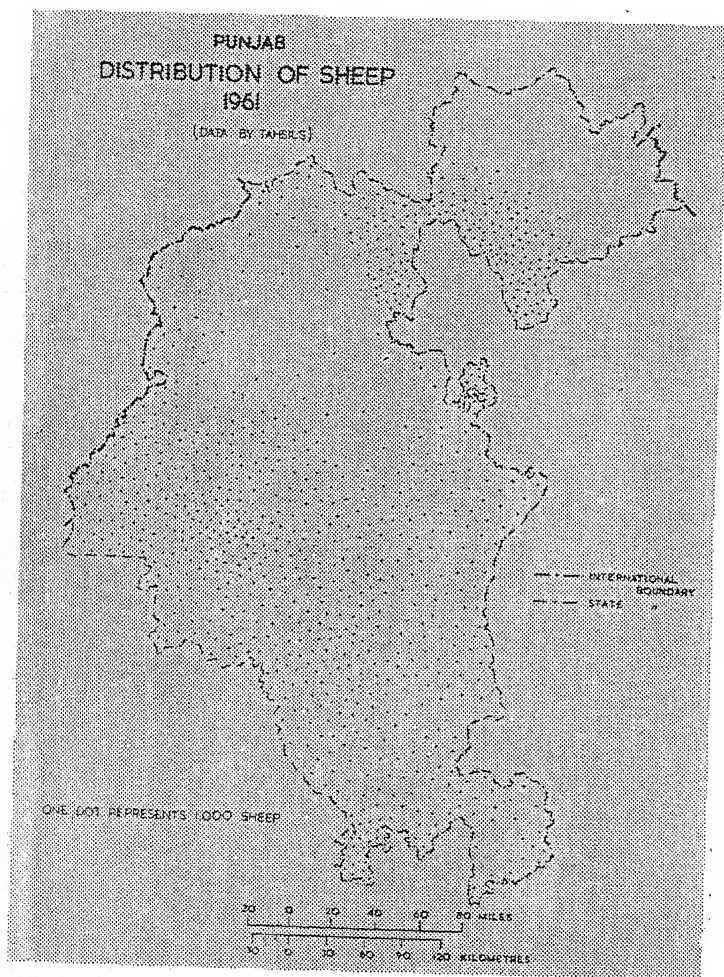 PUNJAB
DISTRIBUTION OF SHEEP
1961
(DATA BY TAHSILS)
INTERNATIONAL
BOUNDARY
STATE "
ONE DOT REPRESENTS 1,000 SHEEP
20 0 20 40 60 80 MILES
30 0 30 60 90 120 KILOMETRES